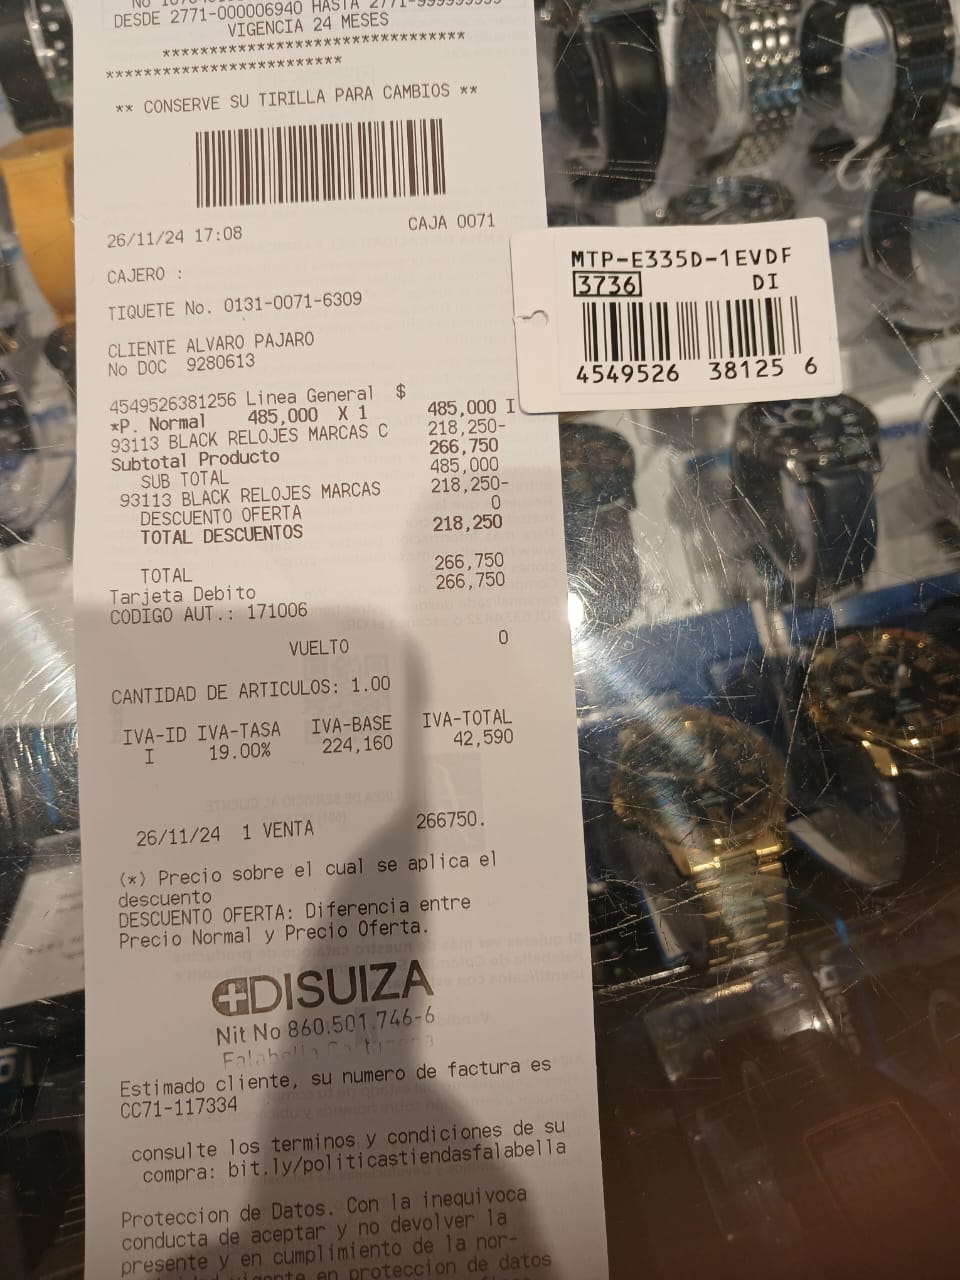 DESDE 2771-000006940 HASTA 2771-999999999
VIGENCIA 24 MESES
********************************
*************************
** CONSERVE SU TIRILLA PARA CAMBIOS **
26/11/24 17:08 CAJA 0071
CAJERO :
TIQUETE No. 0131-0071-6309
CLIENTE ALVARO PAJARO
No DOC 9280613
4549526381256 Linea General $
*P. Normal 485,000 X 1 485,000 I
93113 BLACK RELOJES MARCAS C 218,250-
Subtotal Producto 266,750
SUB TOTAL 485,000
93113 BLACK RELOJES MARCAS 218,250-
DESCUENTO OFERTA 0
TOTAL DESCUENTOS 218,250
TOTAL 266,750
Tarjeta Debito 266,750
CODIGO AUT.: 171006
VUELTO 0
CANTIDAD DE ARTICULOS: 1.00
IVA-ID IVA-TASA IVA-BASE IVA-TOTAL
I 19.00% 224,160 42,590
26/11/24 1 VENTA 266750.
(*) Precio sobre el cual se aplica el
descuento
DESCUENTO OFERTA: Diferencia entre
Precio Normal y Precio Oferta.
DISUIZA
Nit No 860.501.746-6
Falabella Cartagena
Estimado cliente, su numero de factura es
CC71-117334
consulte los terminos y condiciones de su
compra: bit.ly/politicastiendasfalabella
Proteccion de Datos. Con la inequivoca
conducta de aceptar y no devolver la
presente y en cumplimiento de la nor-
vigente en proteccion de datos
MTP-E335D-1EVDF
3736 DI
4549526 38125 6